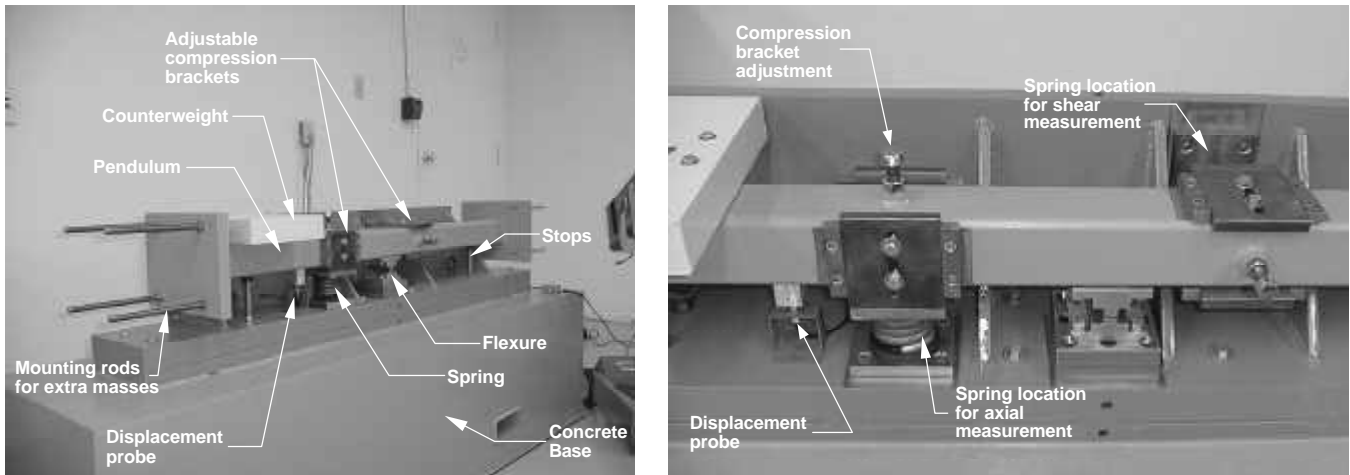 Adjustable
compression
brackets
Counterweight
Pendulum
Stops
Flexure
Mounting rods
for extra masses
Spring
Displacement
probe
Concrete
Base
Compression
bracket
adjustment
Spring location
for shear
measurement
Displacement
probe
Spring location
for axial
measurement